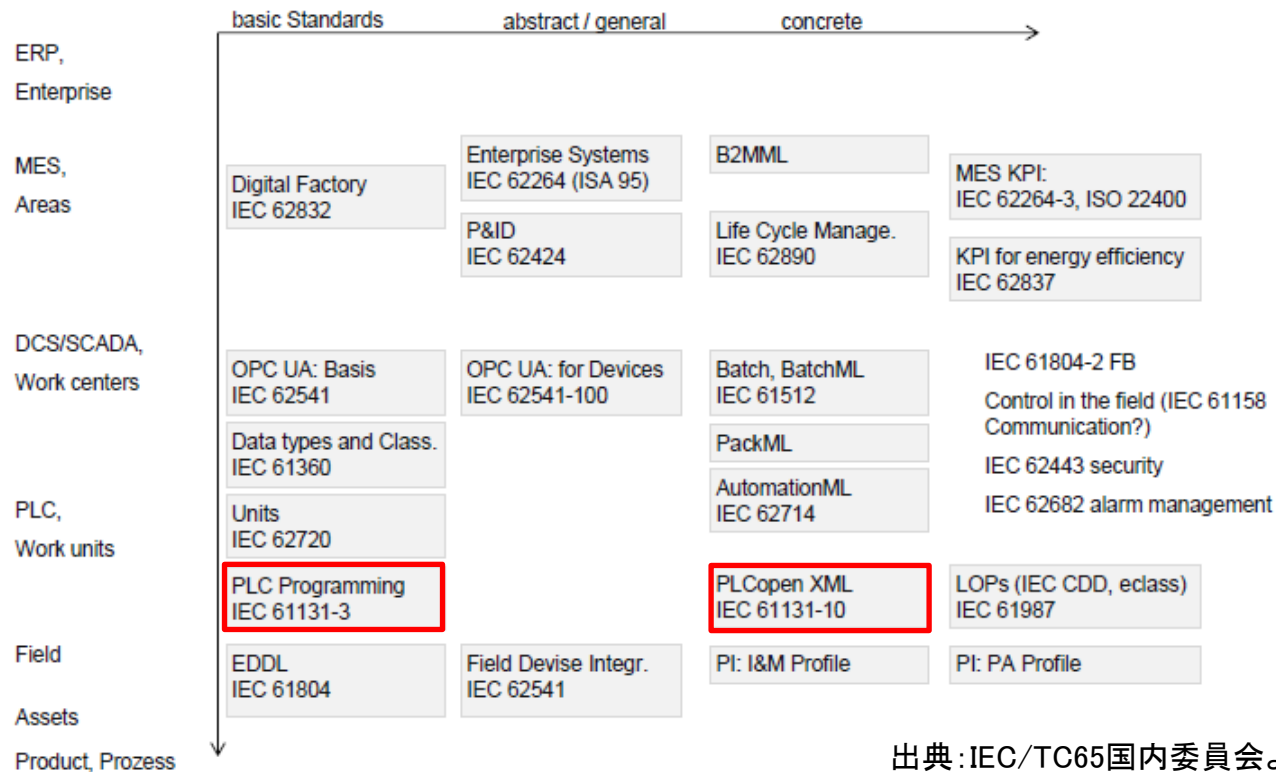 basic Standards
abstract / general
concrete
ERP,
Enterprise
MES,
Areas
Digital Factory
IEC 62832
Enterprise Systems
IEC 62264 (ISA 95)
P&ID
IEC 62424
B2MML
Life Cycle Manage.
IEC 62890
MES KPI:
IEC 62264-3, ISO 22400
KPI for energy efficiency
IEC 62837
DCS/SCADA,
Work centers
OPC UA: Basis
IEC 62541
OPC UA: for Devices
IEC 62541-100
Batch, BatchML
IEC 61512
IEC 61804-2 FB
Control in the field (IEC 61158
Communication?)
IEC 62443 security
IEC 62682 alarm management
Data types and Class.
IEC 61360
PackML
AutomationML
IEC 62714
PLC,
Work units
Units
IEC 62720
PLC Programming
IEC 61131-3
PLCopen XML
IEC 61131-10
LOPs (IEC CDD, eclass)
IEC 61987
Field
EDDL
IEC 61804
Field Devise Integr.
IEC 62541
PI: I&M Profile
PI: PA Profile
Assets
Product, Prozess
出典:IEC/TC65国内委員会